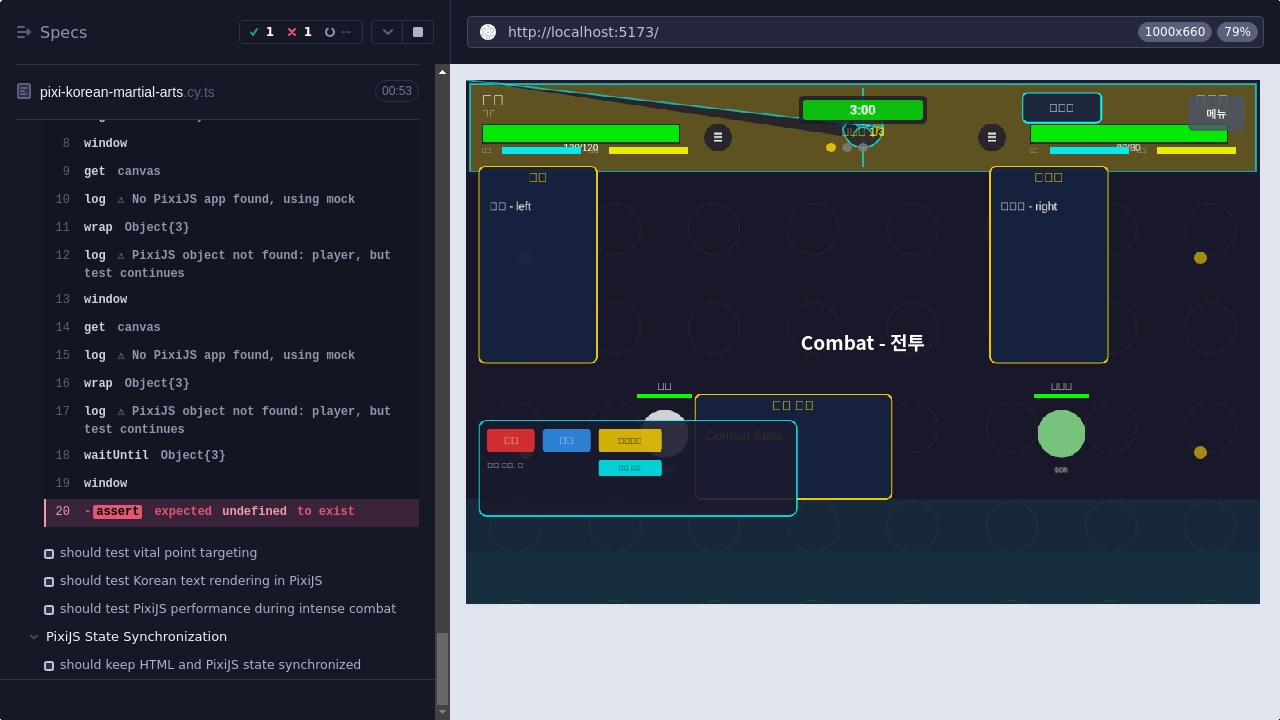 Specs
1
1
--
http://localhost:5173/
1000x660
79%
pixi-korean-martial-arts.cy.ts
00:53
8 window
9 get canvas
10 log ⚠ No PixiJS app found, using mock
11 wrap Object{3}
12 log ⚠ PixiJS object not found: player, but
test continues
13 window
14 get canvas
15 log ⚠ No PixiJS app found, using mock
16 wrap Object{3}
17 log ⚠ PixiJS object not found: player, but
test continues
18 waitUntil Object{3}
19 window
20 -assert expected undefined to exist
should test vital point targeting
should test Korean text rendering in PixiJS
should test PixiJS performance during intense combat
PixiJS State Synchronization
should keep HTML and PixiJS state synchronized
3:00
1/3
메뉴
- left
- right
Combat - 전투
Combat Stats
son